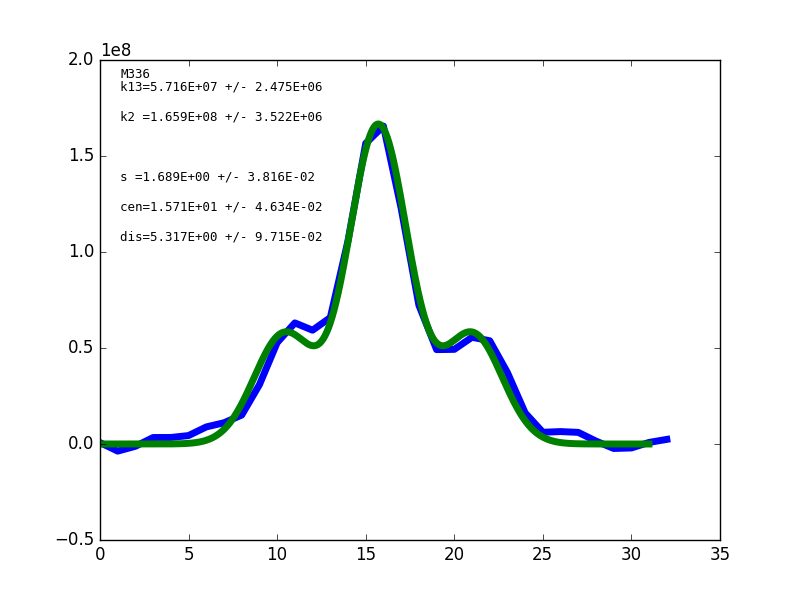 1e8
2.0
M336
k13=5.716E+07 +/- 2.475E+06
k2 =1.659E+08 +/- 3.522E+06
1.5
s =1.689E+00 +/- 3.816E-02
cen=1.571E+01 +/- 4.634E-02
dis=5.317E+00 +/- 9.715E-02
1.0
0.5
0.0
−0.5
0 5 10 15 20 25 30 35